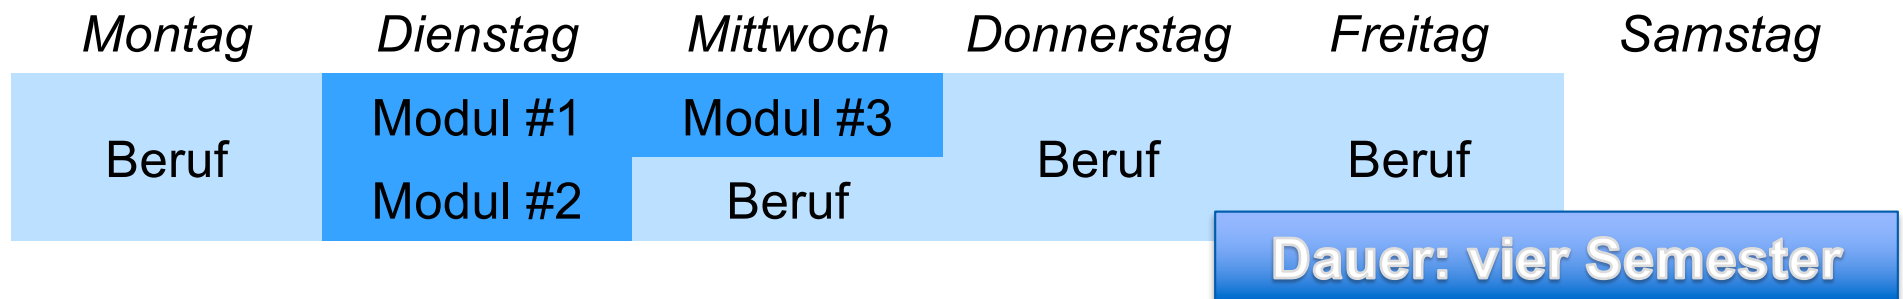 Montag Dienstag Mittwoch Donnerstag Freitag Samstag
Modul #1 Modul #3
Beruf Beruf Beruf
Modul #2 Beruf
Dauer: vier Semester